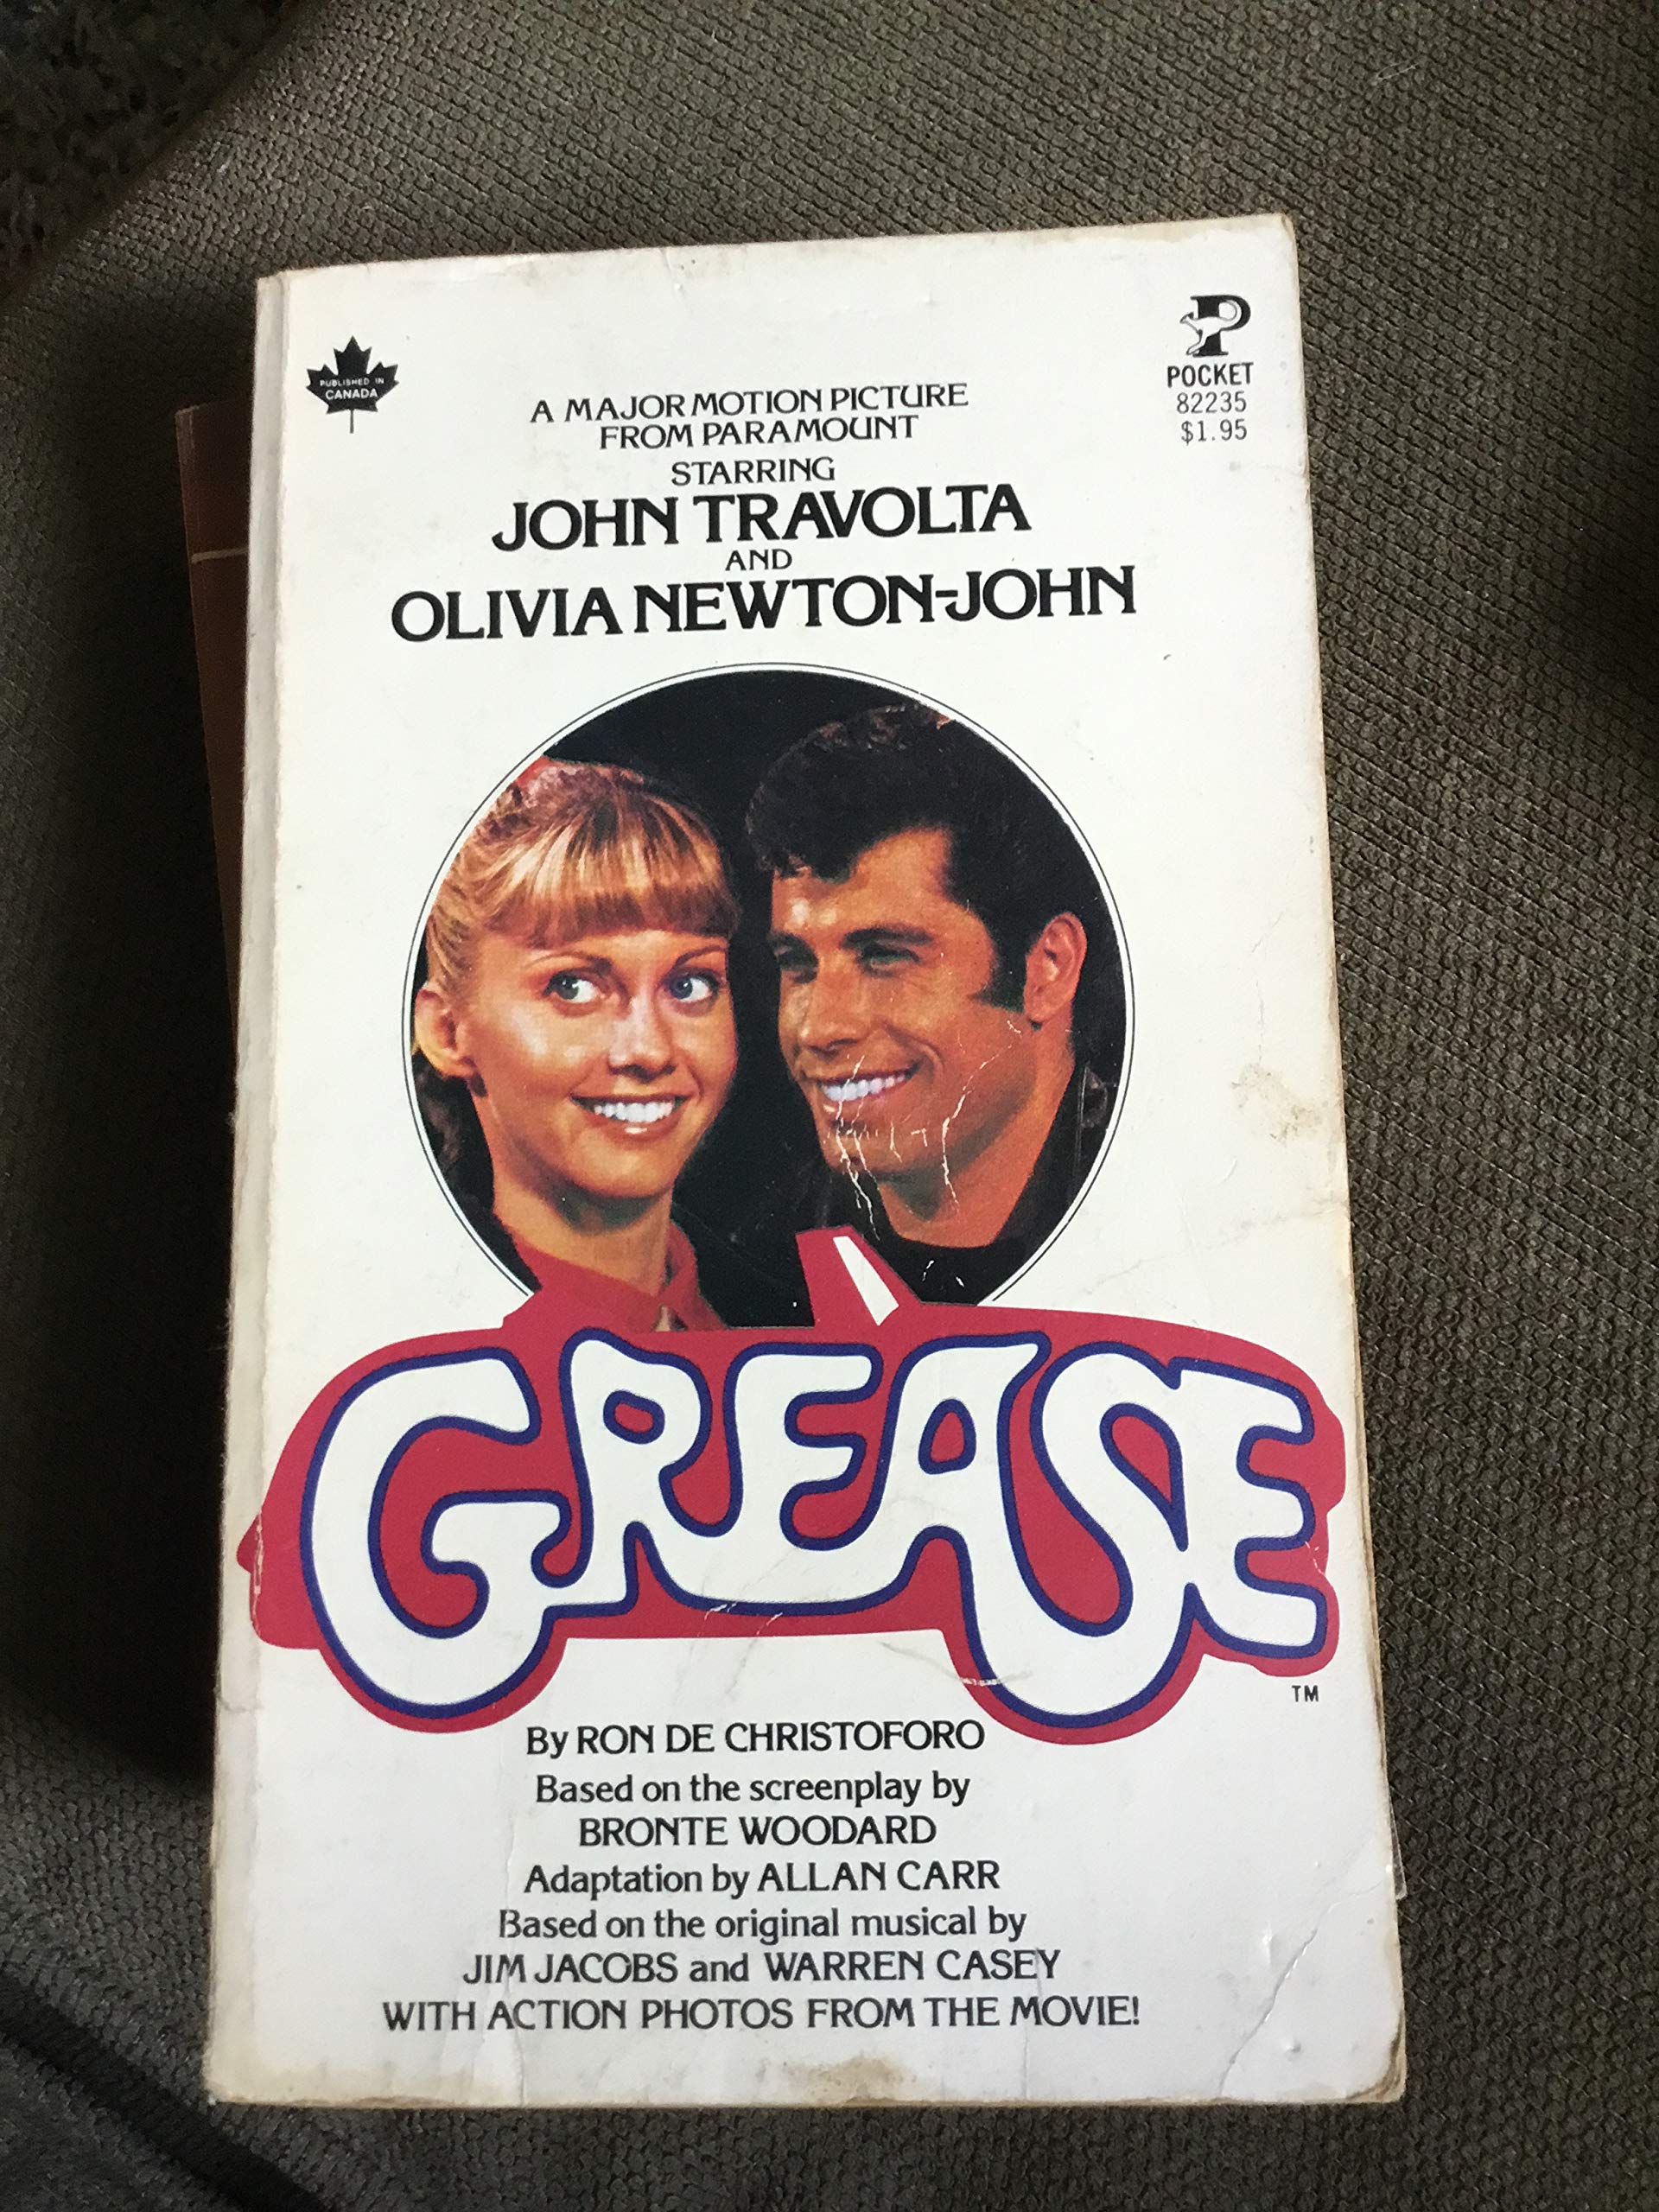 PUBLISHED IN
CANADA
P
POCKET
82235
$1.95
A MAJOR MOTION PICTURE
FROM PARAMOUNT
STARRING
JOHN TRAVOLTA
AND
OLIVIA NEWTON-JOHN
GREASE
TM
By RON DE CHRISTOFORO
Based on the screenplay by
BRONTE WOODARD
Adaptation by ALLAN CARR
Based on the original musical by
JIM JACOBS and WARREN CASEY
WITH ACTION PHOTOS FROM THE MOVIE!